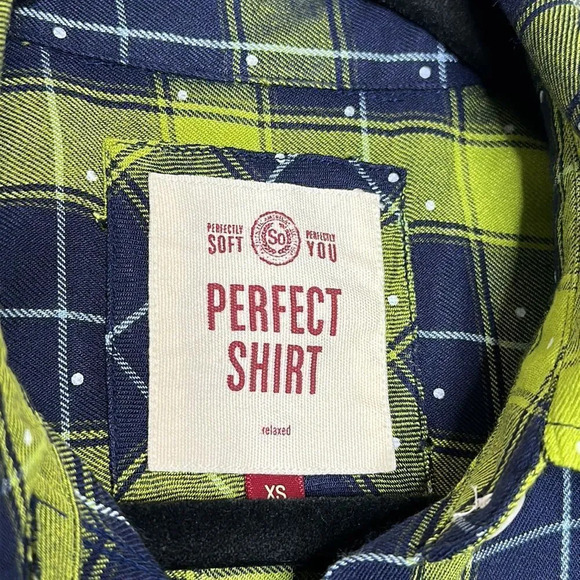 PERFECTLY SOFT
So
PERFECTLY YOU
PERFECT
SHIRT
relaxed
XS